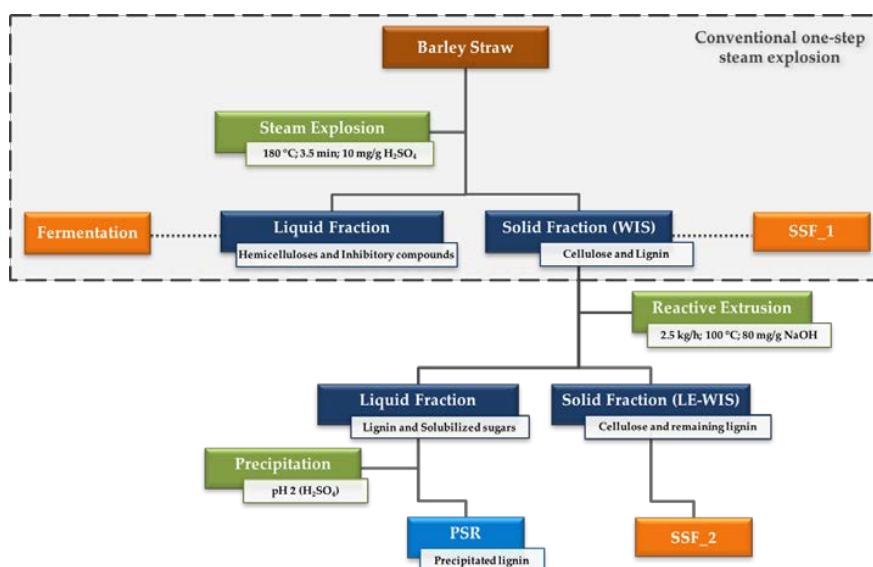 Conventional one-step
steam explosion
Barley Straw
Steam Explosion
180 °C; 3.5 min; 10 mg/g H₂SO₄
Fermentation
Liquid Fraction
Hemicelluloses and Inhibitory compounds
Solid Fraction (WIS)
Cellulose and Lignin
SSF_1
Reactive Extrusion
2.5 kg/h; 100 °C; 80 mg/g NaOH
Liquid Fraction
Lignin and Solubilized sugars
Solid Fraction (LE-WIS)
Cellulose and remaining lignin
Precipitation
pH 2 (H₂SO₄)
PSR
Precipitated lignin
SSF_2